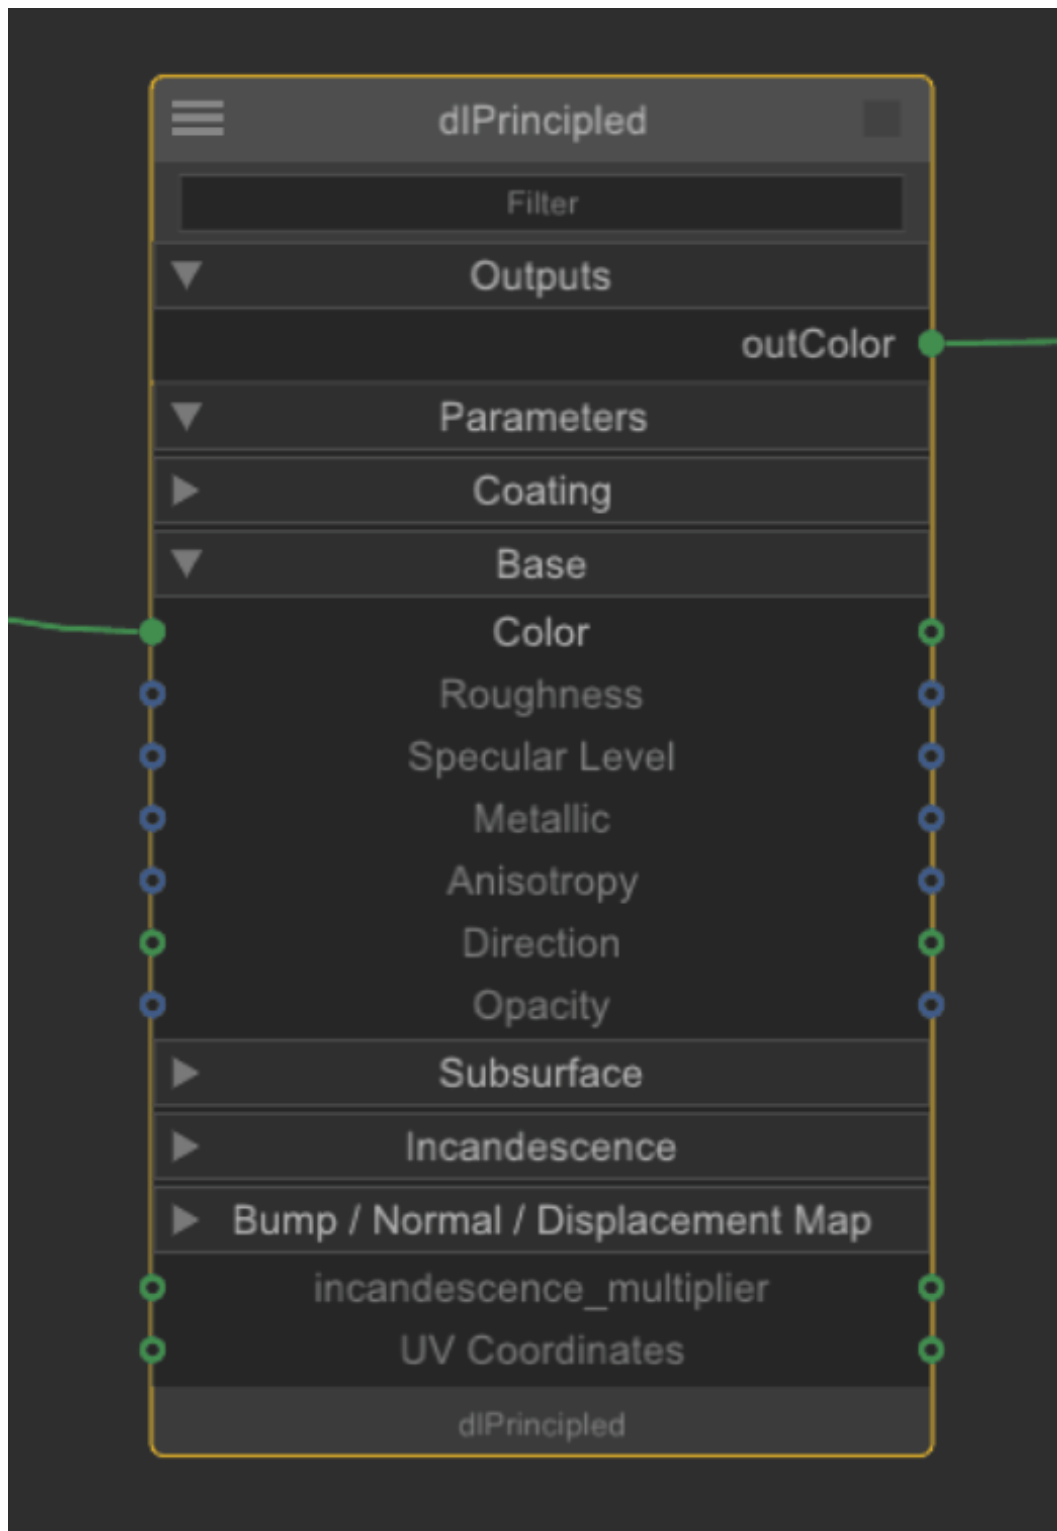 dlPrincipled
Filter
Outputs
outColor
Parameters
Coating
Base
Color
Roughness
Specular Level
Metallic
Anisotropy
Direction
Opacity
Subsurface
Incandescence
Bump / Normal / Displacement Map
incandescence_multiplier
UV Coordinates
dlPrincipled